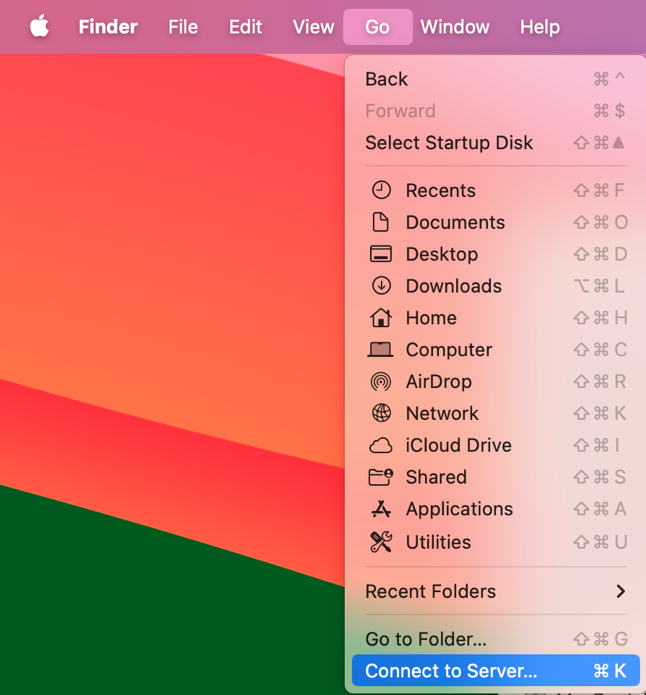 Finder File Edit View Go Window Help
Back ⌘ ^
Forward ⌘ $
Select Startup Disk ⇧ ⌘ ▲
Recents ⇧ ⌘ F
Documents ⇧ ⌘ O
Desktop ⇧ ⌘ D
Downloads ⌥ ⌘ L
Home ⇧ ⌘ H
Computer ⇧ ⌘ C
AirDrop ⇧ ⌘ R
Network ⇧ ⌘ K
iCloud Drive ⇧ ⌘ I
Shared ⇧ ⌘ S
Applications ⇧ ⌘ A
Utilities ⇧ ⌘ U
Recent Folders
Go to Folder... ⇧ ⌘ G
Connect to Server... ⌘ K